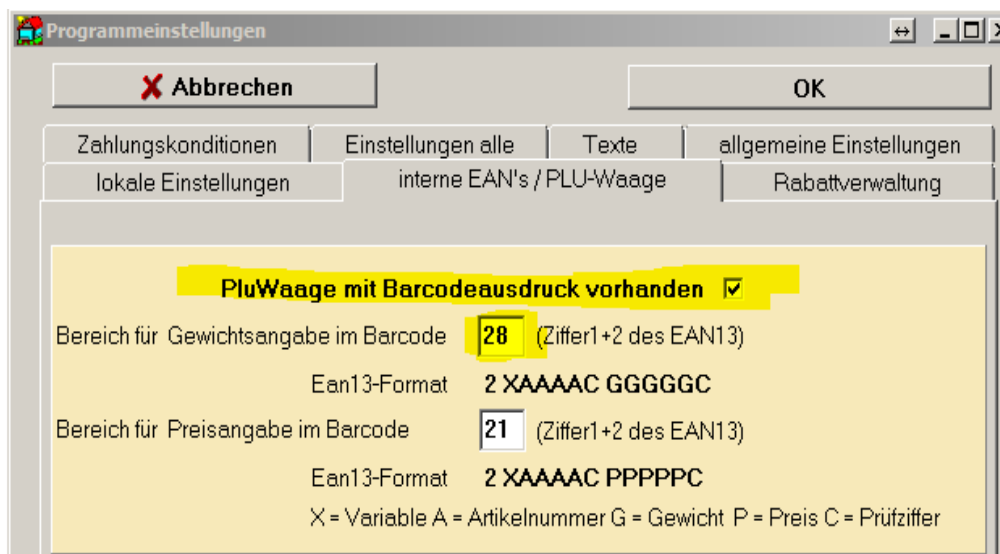 Programmeinstellungen
Abbrechen OK
Zahlungskonditionen Einstellungen alle Texte allgemeine Einstellungen
lokale Einstellungen interne EAN's / PLU-Waage Rabattverwaltung
PluWaage mit Barcodeausdruck vorhanden
Bereich für Gewichtsangabe im Barcode 28 (Ziffer1+2 des EAN13)
Ean13-Format 2 XAAAAC GGGGGC
Bereich für Preisangabe im Barcode 21 (Ziffer1+2 des EAN13)
Ean13-Format 2 XAAAAC PPPPPC
X = Variable A = Artikelnummer G = Gewicht P = Preis C = Prüfziffer